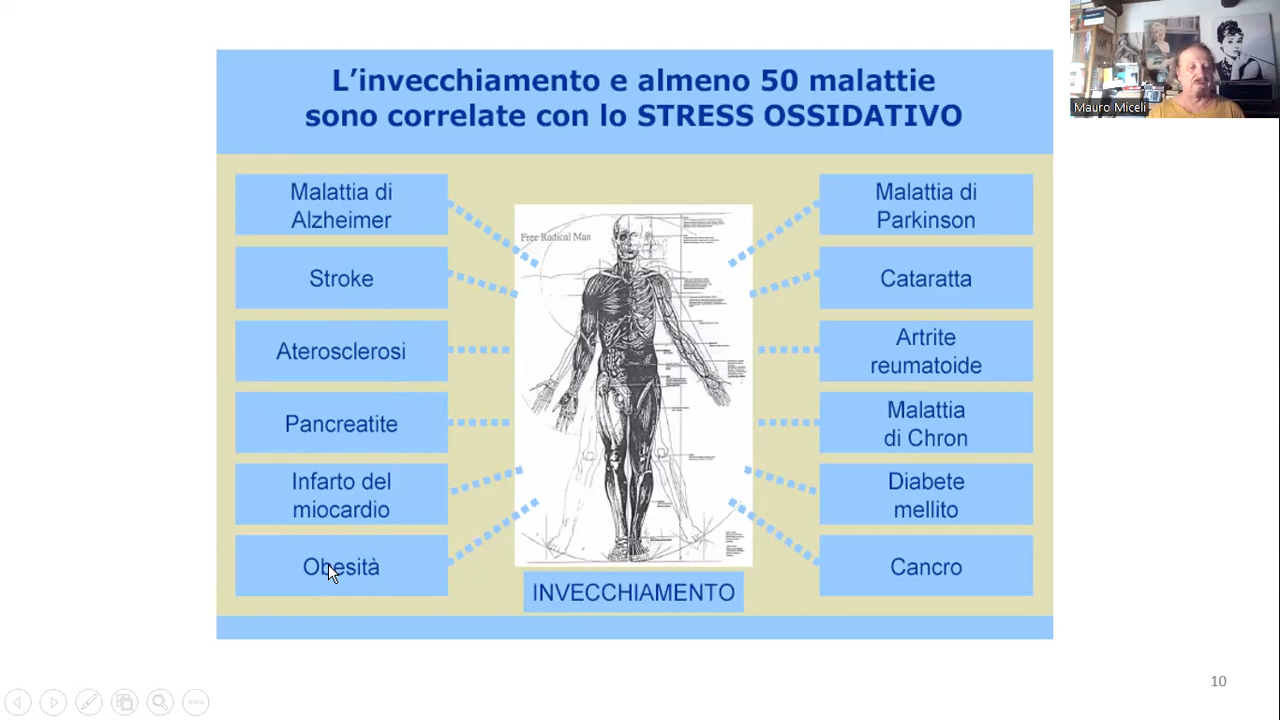 L’invecchiamento e almeno 50 malattie
sono correlate con lo STRESS OSSIDATIVO
Malattia di
Alzheimer
Stroke
Aterosclerosi
Pancreatite
Infarto del
miocardio
Obesità
Free Radical Man
INVECCHIAMENTO
Malattia di
Parkinson
Cataratta
Artrite
reumatoide
Malattia
di Chron
Diabete
mellito
Cancro
Mauro Miceli
10